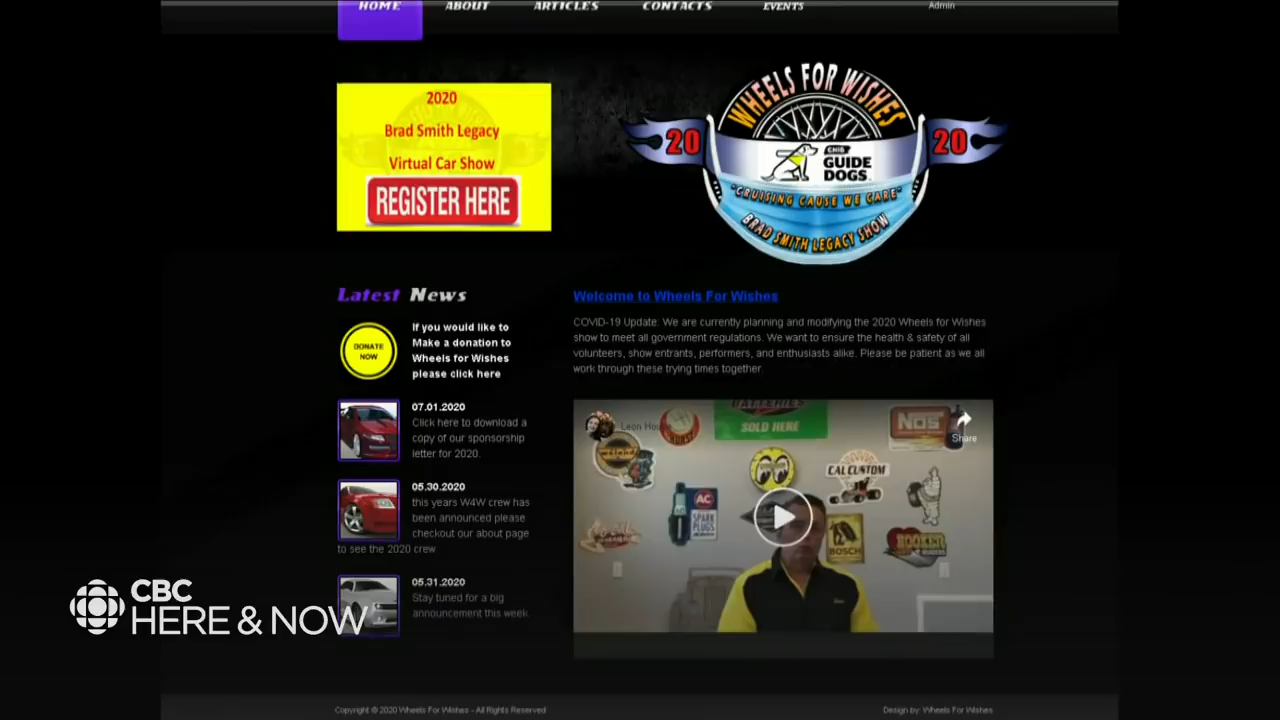 HOME ABOUT ARTICLES CONTACTS EVENTS Admin
2020
Brad Smith Legacy
Virtual Car Show
REGISTER HERE
WHEELS FOR WISHES
20 20
CNIB
GUIDE
DOGS
"CRUISING CAUSE WE CARE"
BRAD SMITH LEGACY SHOW
Latest News
DONATE
NOW
If you would like to
Make a donation to
Wheels for Wishes
please click here
07.01.2020
Click here to download a
copy of our sponsorship
letter for 2020.
05.30.2020
this years W4W crew has
been announced please
checkout our about page
to see the 2020 crew
05.31.2020
Stay tuned for a big
announcement this week.
Welcome to Wheels For Wishes
COVID-19 Update: We are currently planning and modifying the 2020 Wheels for Wishes
show to meet all government regulations. We want to ensure the health & safety of all
volunteers, show entrants, performers, and enthusiasts alike. Please be patient as we all
work through these trying times together.
Leon
Share
BATTERIES
SOLD HERE
NOS
HURST
CAL CUSTOM
AC
SPARK
PLUGS
BOSCH
HOOKER
HEADERS
CBC
HERE & NOW
Copyright © 2020 Wheels For Wishes - All Rights Reserved
Design by: Wheels For Wishes